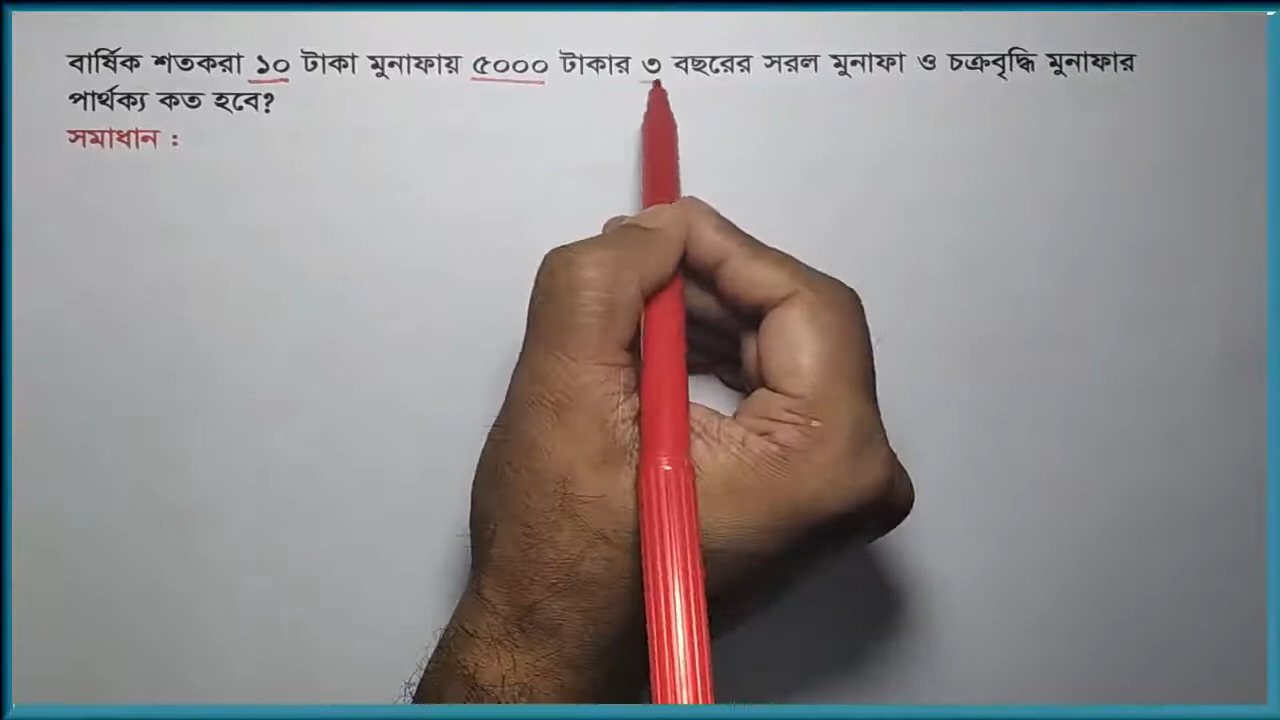 বার্ষিক শতকরা ১০ টাকা মুনাফায় ৫০০০ টাকার ৩ বছরের সরল মুনাফা ও চক্রবৃদ্ধি মুনাফার
পার্থক্য কত হবে?
সমাধান :